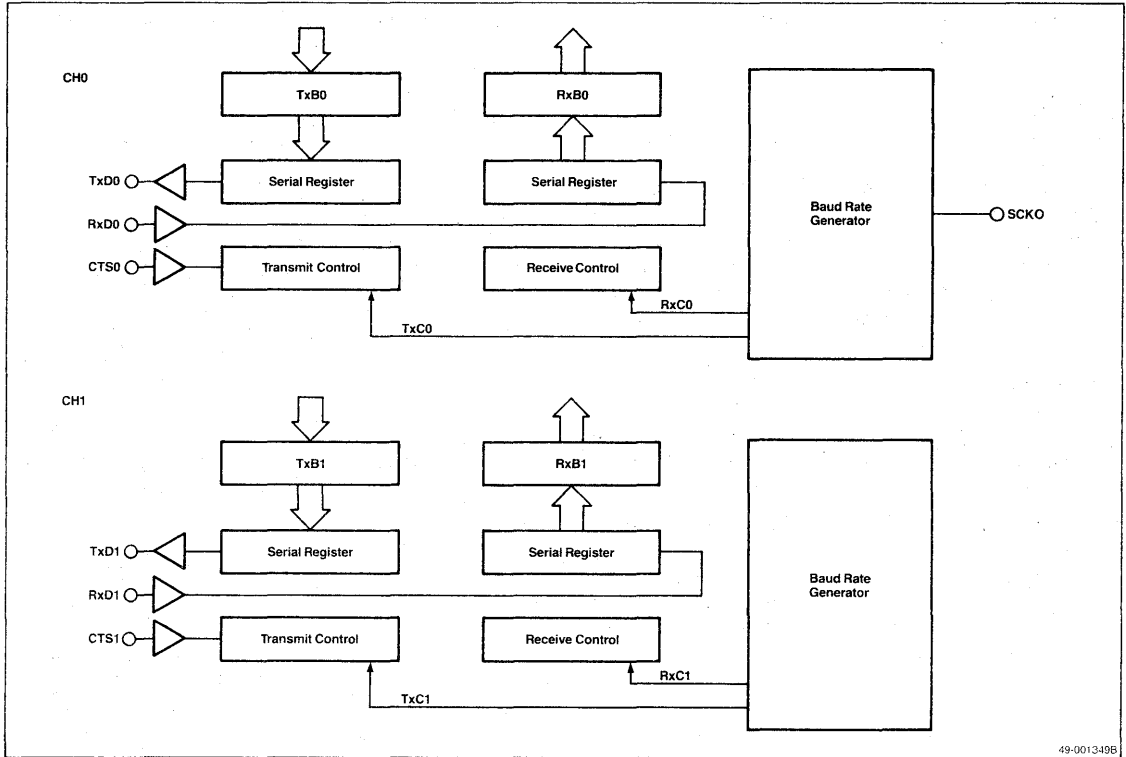 CH0
TxB0
RxB0
TxD0
Serial Register
Serial Register
RxD0
Baud Rate
Generator
SCKO
CTS0
Transmit Control
Receive Control
RxC0
TxC0
CH1
TxB1
RxB1
TxD1
Serial Register
Serial Register
RxD1
Baud Rate
Generator
CTS1
Transmit Control
Receive Control
RxC1
TxC1
49-001349B